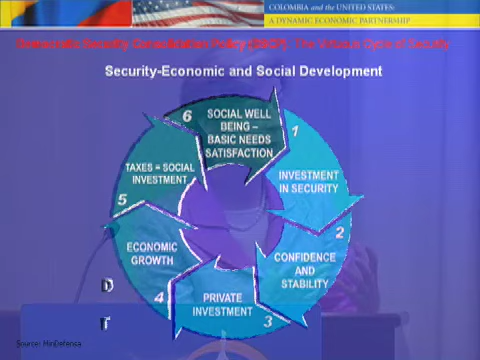 COLOMBIA and the UNITED STATES:
A DYNAMIC ECONOMIC PARTNERSHIP
Democratic Security Consolidation Policy (DSCP): The Virtuous Cycle of Security
Security-Economic and Social Development
6
SOCIAL WELL
BEING –
BASIC NEEDS
SATISFACTION
1
INVESTMENT
IN SECURITY
2
CONFIDENCE
AND
STABILITY
3
PRIVATE
INVESTMENT
4
ECONOMIC
GROWTH
5
TAXES = SOCIAL
INVESTMENT
D
T
Source: MinDefensa